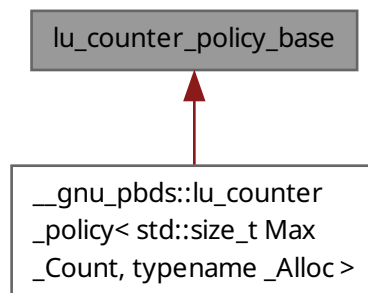 lu_counter_policy_base
__gnu_pbds::lu_counter
_policy< std::size_t Max
_Count, typename _Alloc >